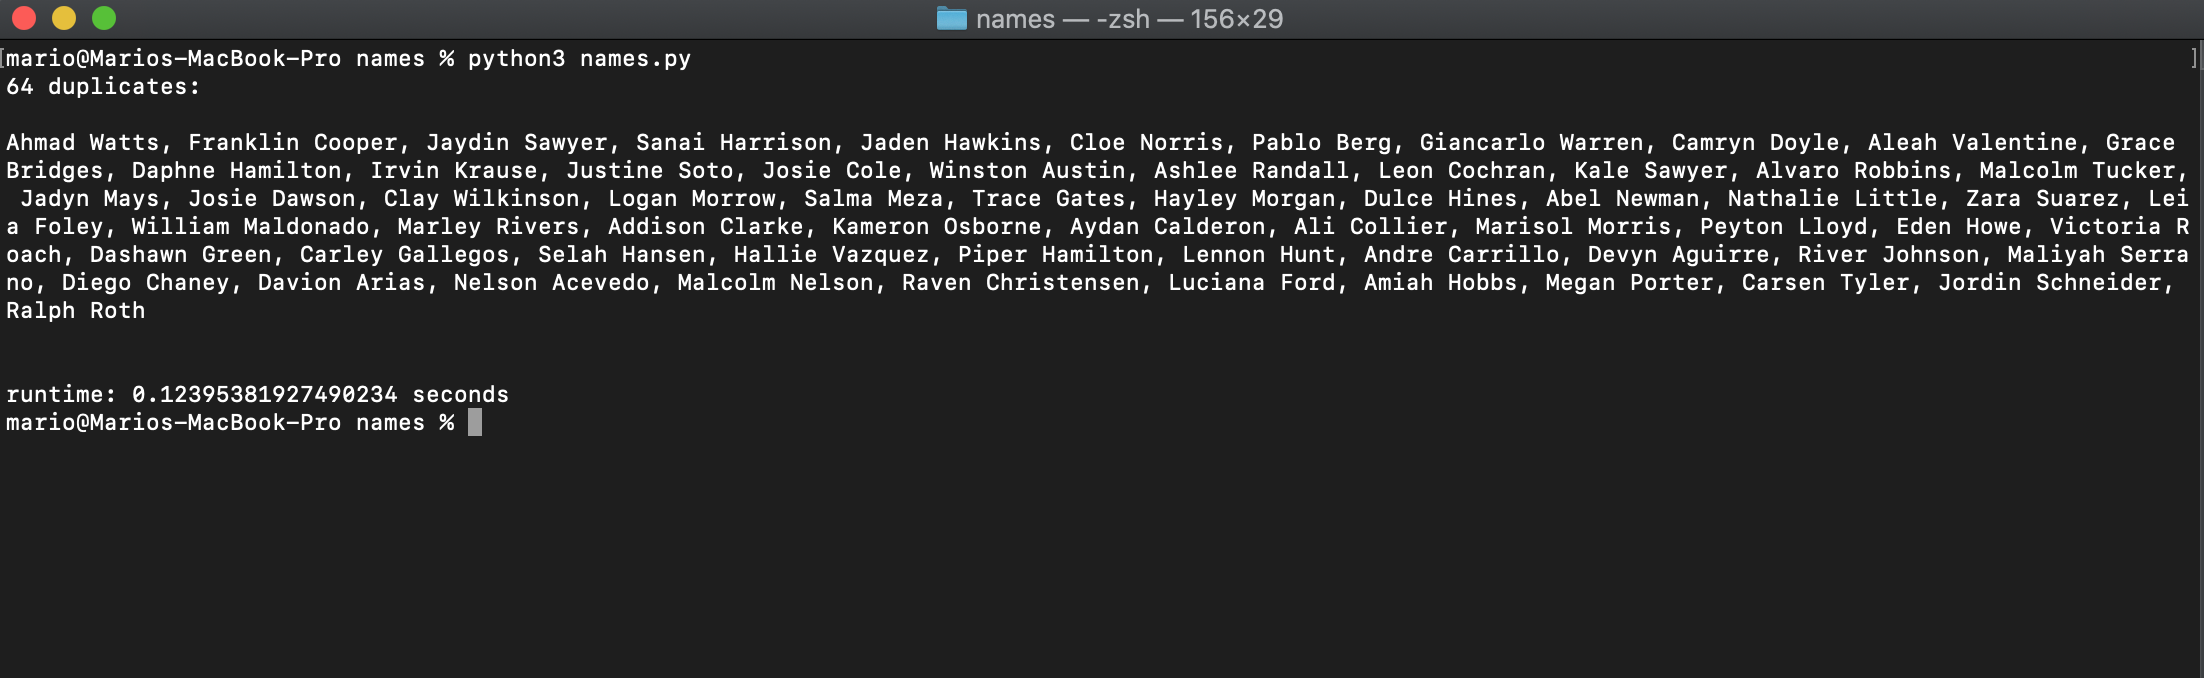 names — -zsh — 156×29
mario@Marios-MacBook-Pro names % python3 names.py
64 duplicates:
Ahmad Watts, Franklin Cooper, Jaydin Sawyer, Sanai Harrison, Jaden Hawkins, Cloe Norris, Pablo Berg, Giancarlo Warren, Camryn Doyle, Aleah Valentine, Grace
Bridges, Daphne Hamilton, Irvin Krause, Justine Soto, Josie Cole, Winston Austin, Ashlee Randall, Leon Cochran, Kale Sawyer, Alvaro Robbins, Malcolm Tucker,
Jadyn Mays, Josie Dawson, Clay Wilkinson, Logan Morrow, Salma Meza, Trace Gates, Hayley Morgan, Dulce Hines, Abel Newman, Nathalie Little, Zara Suarez, Lei
a Foley, William Maldonado, Marley Rivers, Addison Clarke, Kameron Osborne, Aydan Calderon, Ali Collier, Marisol Morris, Peyton Lloyd, Eden Howe, Victoria R
oach, Dashawn Green, Carley Gallegos, Selah Hansen, Hallie Vazquez, Piper Hamilton, Lennon Hunt, Andre Carrillo, Devyn Aguirre, River Johnson, Maliyah Serra
no, Diego Chaney, Davion Arias, Nelson Acevedo, Malcolm Nelson, Raven Christensen, Luciana Ford, Amiah Hobbs, Megan Porter, Carsen Tyler, Jordin Schneider,
Ralph Roth
runtime: 0.12395381927490234 seconds
mario@Marios-MacBook-Pro names %